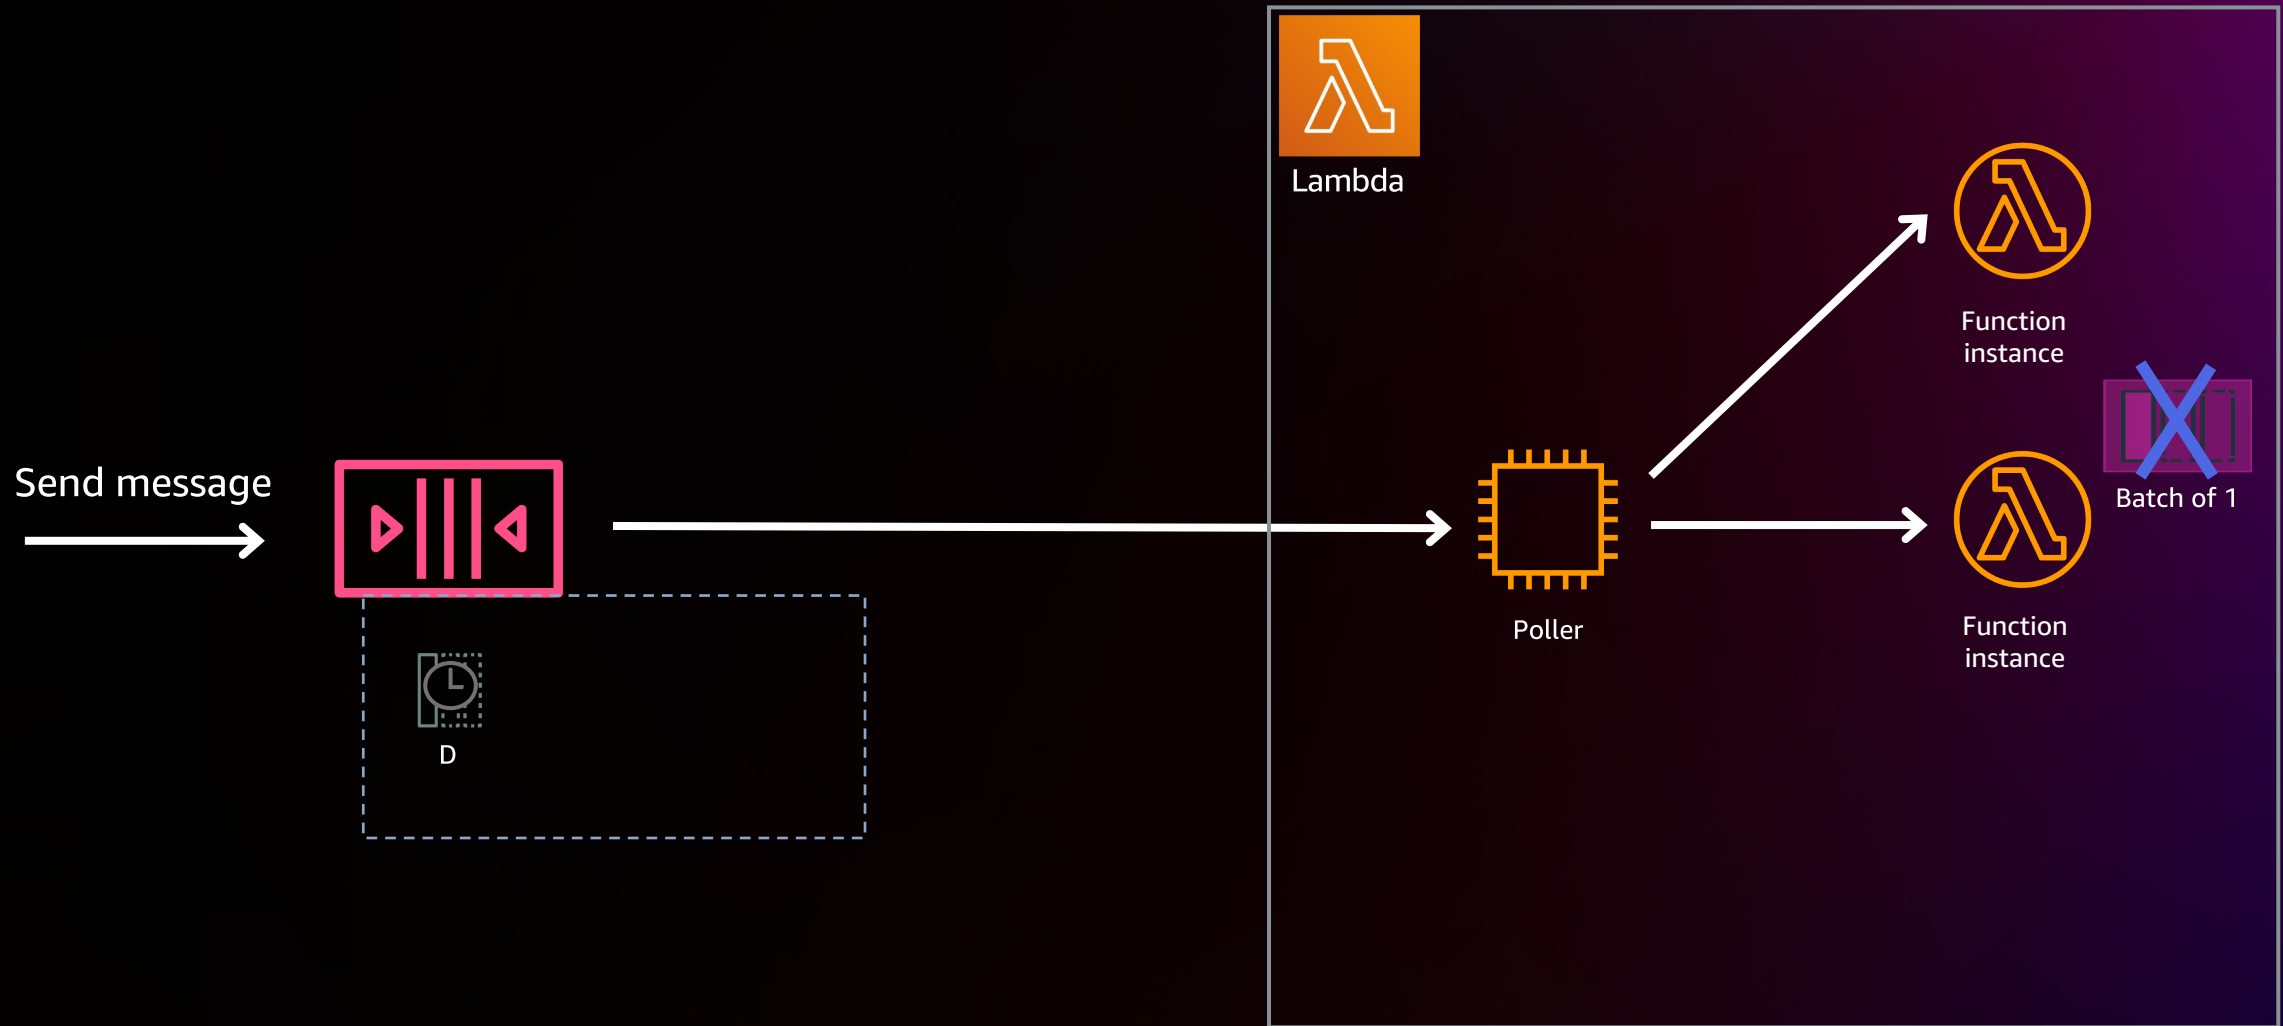 Lambda
Function
instance
Send message
Batch of 1
Poller
Function
instance
D